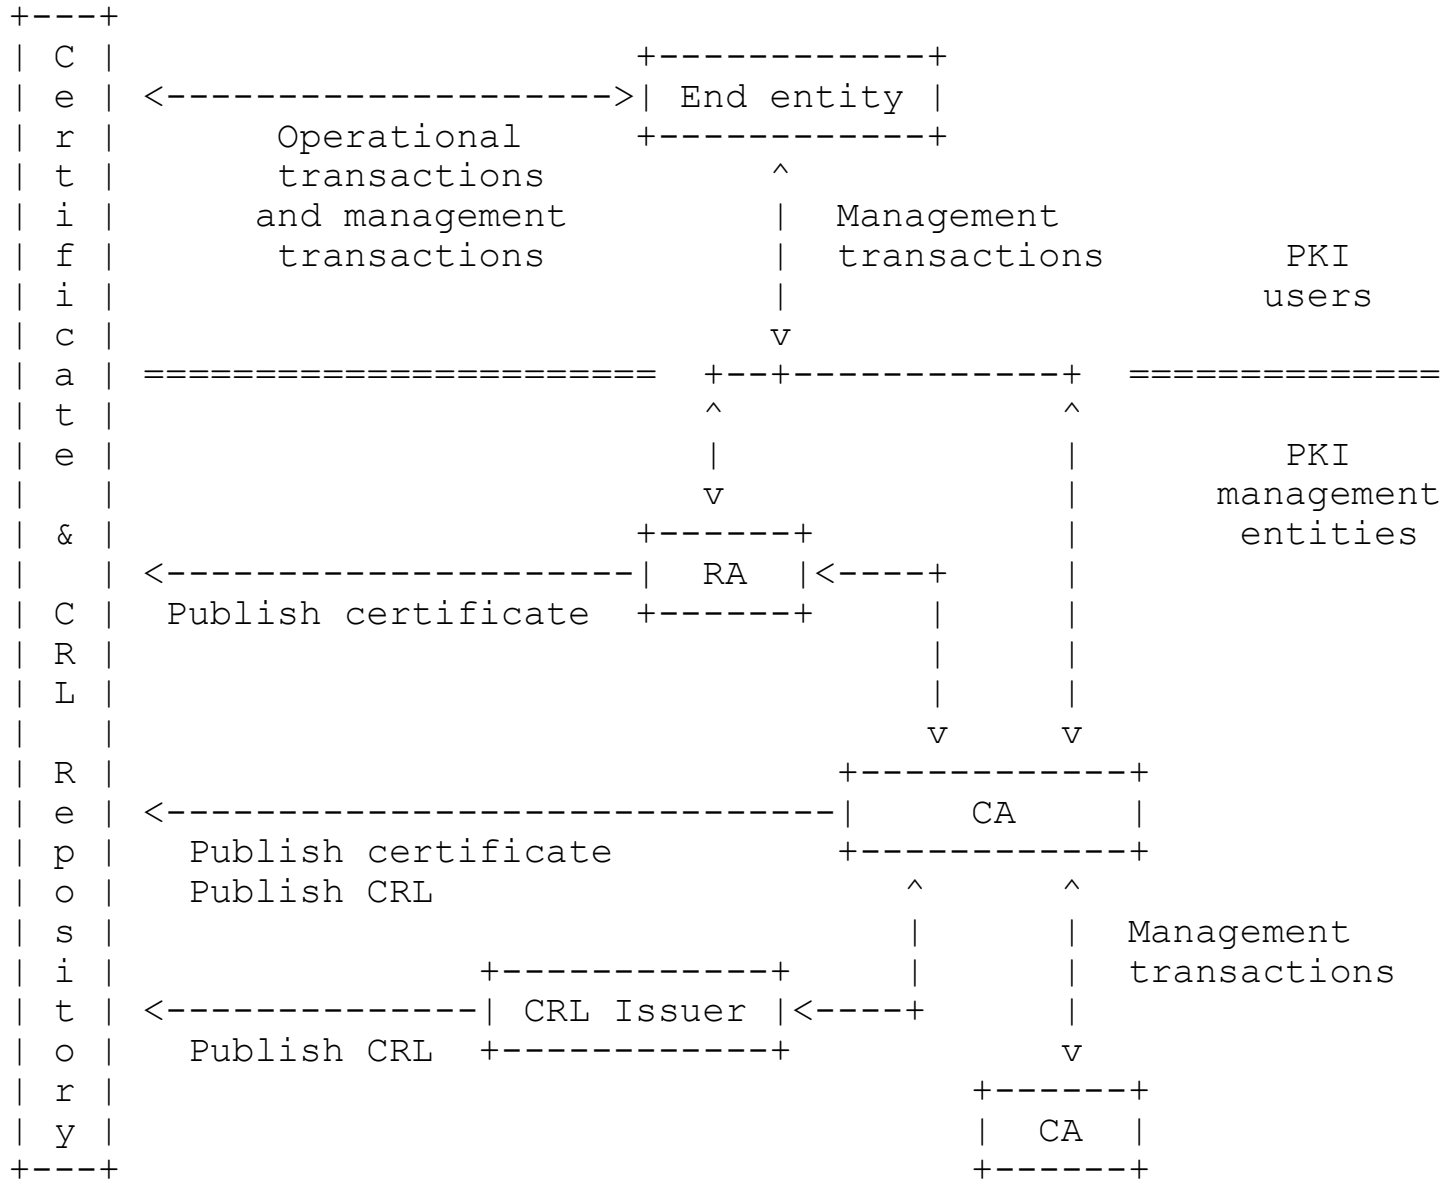 Certificate & CRL Repository
End entity
Operational
transactions
and management
transactions
Management
transactions
PKI
users
PKI
management
entities
RA
Publish certificate
CA
Publish certificate
Publish CRL
Management
transactions
CRL Issuer
Publish CRL
CA